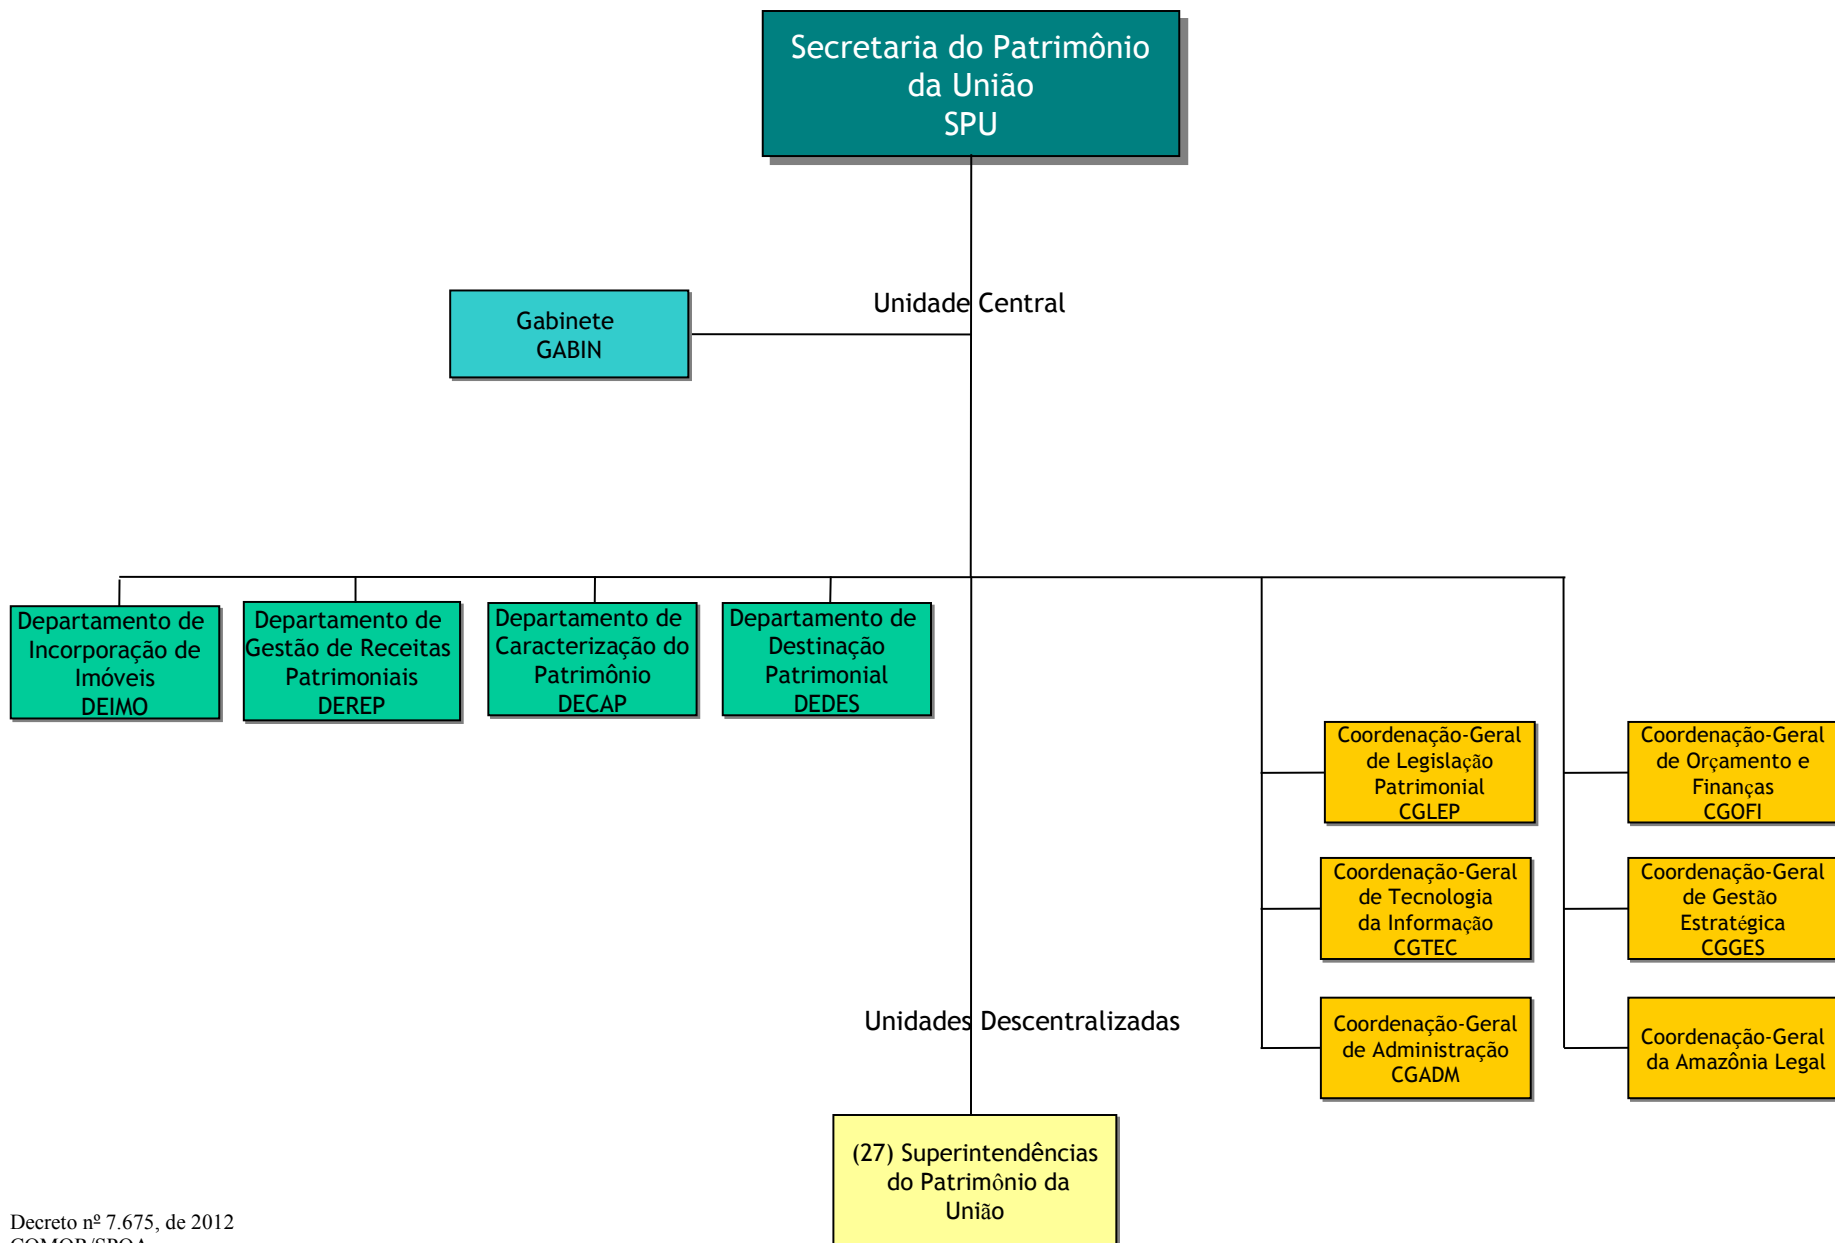 Secretaria do Patrimônio
da União
SPU
Unidade Central
Gabinete
GABIN
Departamento de
Incorporação de
Imóveis
DEIMO
Departamento de
Gestão de Receitas
Patrimoniais
DEREP
Departamento de
Caracterização do
Patrimônio
DECAP
Departamento de
Destinação
Patrimonial
DEDES
Coordenação-Geral
de Legislação
Patrimonial
CGLEP
Coordenação-Geral
de Orçamento e
Finanças
CGOFI
Coordenação-Geral
de Tecnologia
da Informação
CGTEC
Coordenação-Geral
de Gestão
Estratégica
CGGES
Unidades Descentralizadas
Coordenação-Geral
de Administração
CGADM
Coordenação-Geral
da Amazônia Legal
(27) Superintendências
do Patrimônio da
União
Decreto nº 7.675, de 2012